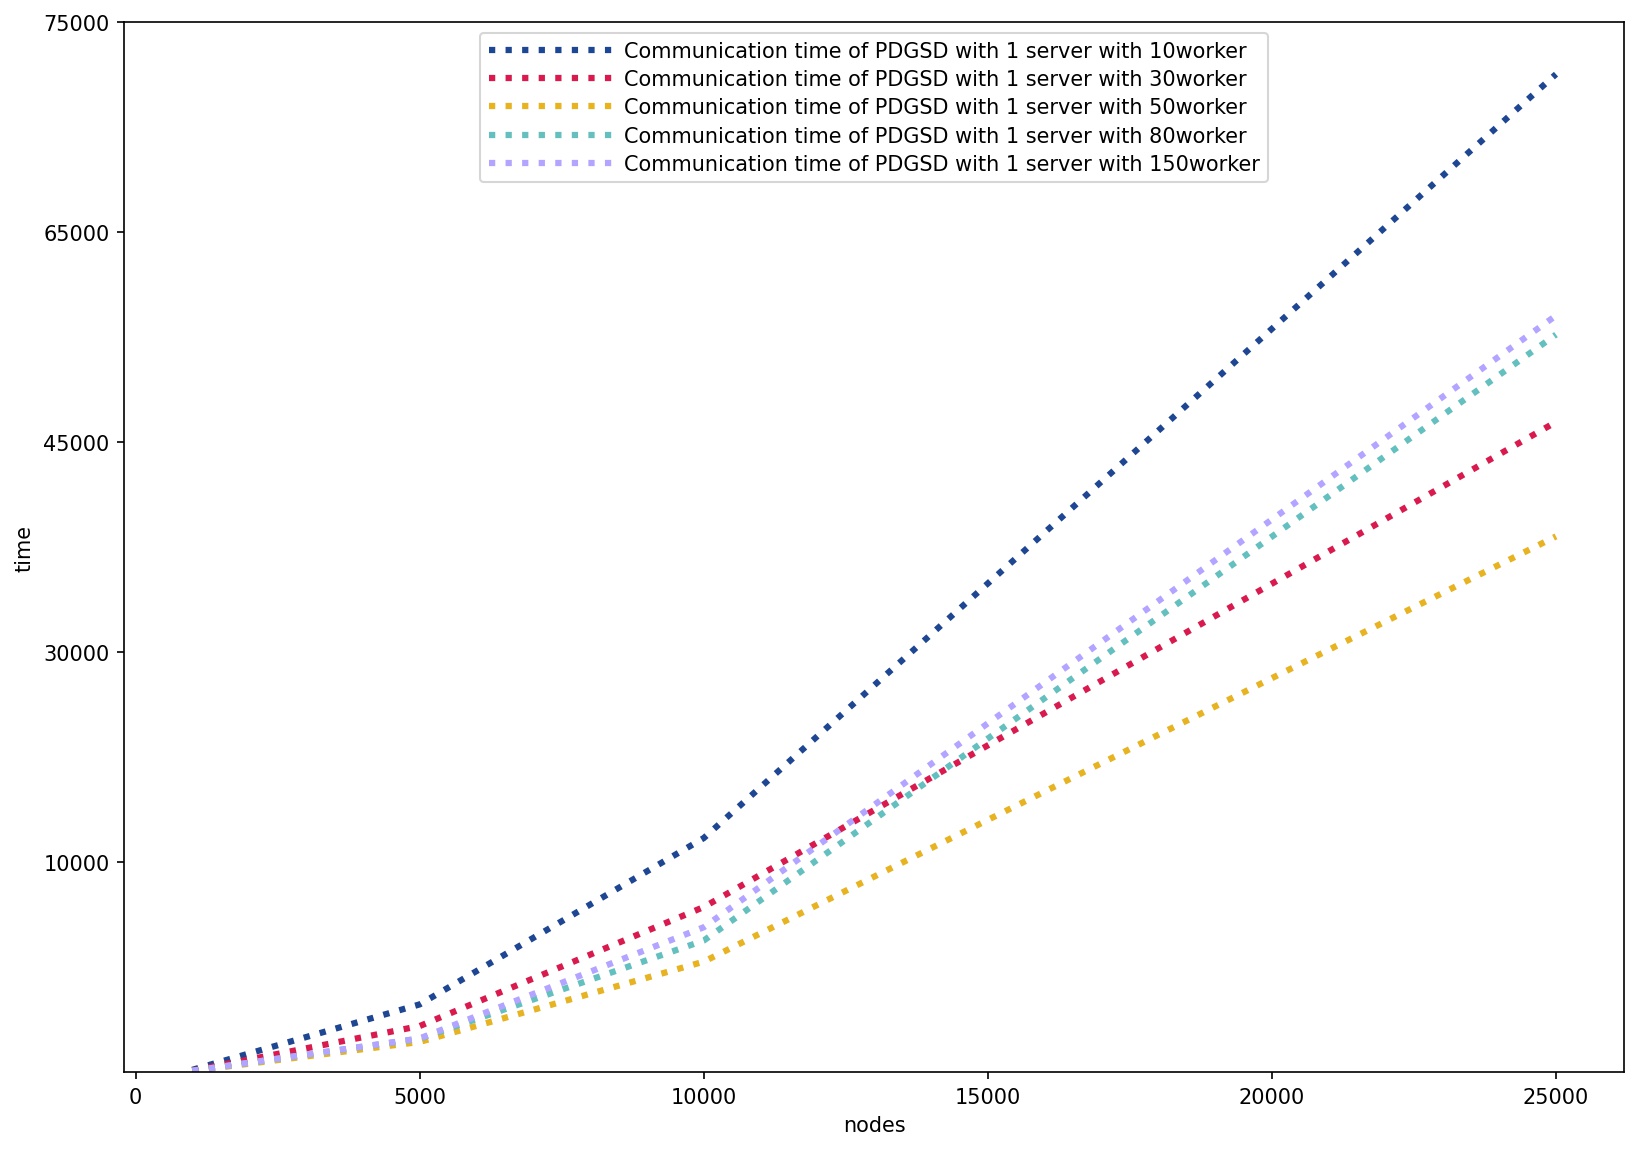 75000
65000
45000
30000
10000
time
Communication time of PDGSD with 1 server with 10worker
Communication time of PDGSD with 1 server with 30worker
Communication time of PDGSD with 1 server with 50worker
Communication time of PDGSD with 1 server with 80worker
Communication time of PDGSD with 1 server with 150worker
0 5000 10000 15000 20000 25000
nodes